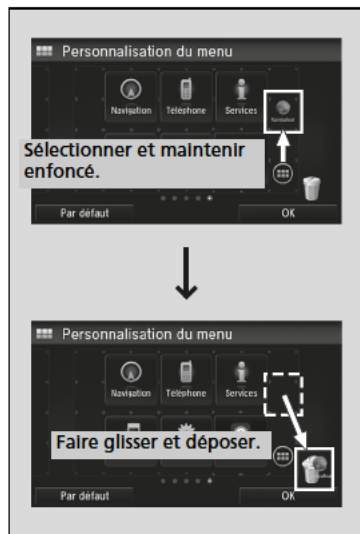 Personnalisation du menu
Navigation Téléphone Services
Sélectionner et maintenir
enfoncé.
Par défaut OK
Personnalisation du menu
Navigation Téléphone Services
Faire glisser et déposer.
Par défaut OK